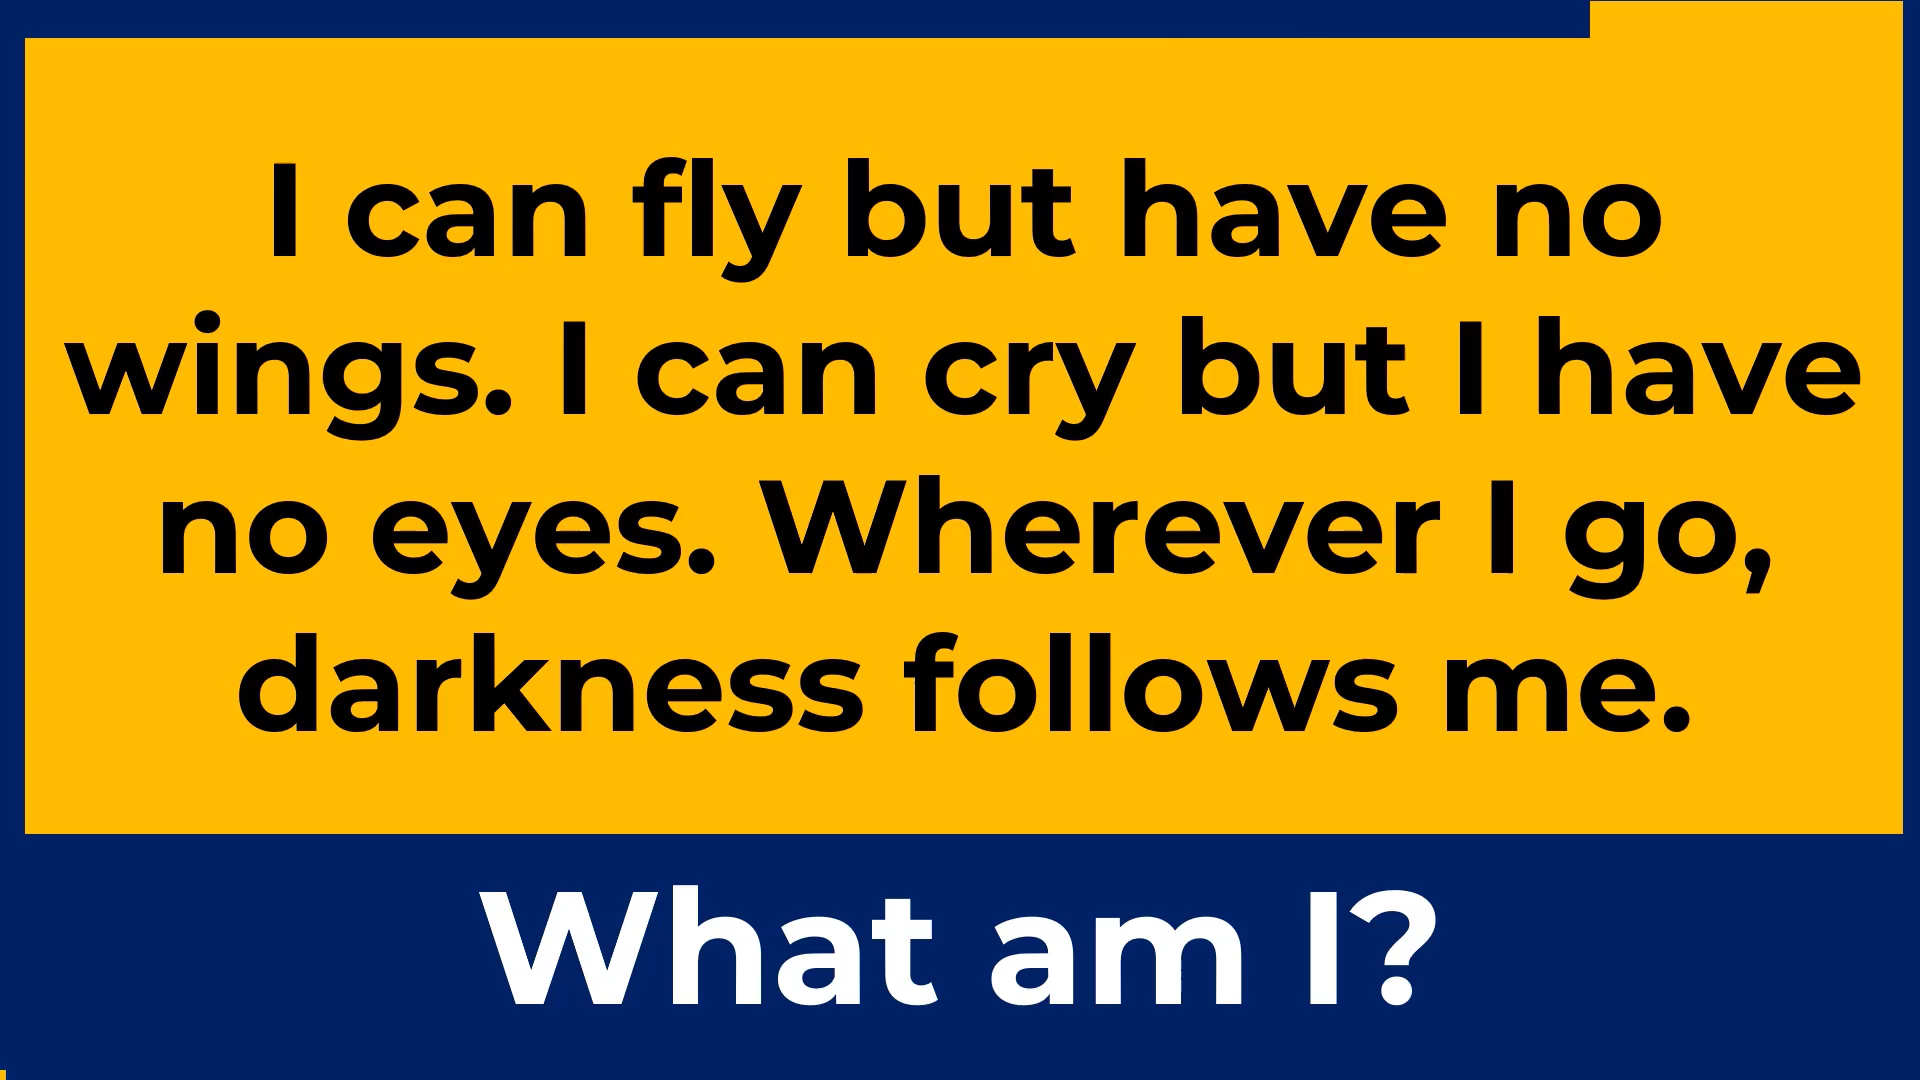 I can fly but have no
wings. I can cry but I have
no eyes. Wherever I go,
darkness follows me.
What am I?